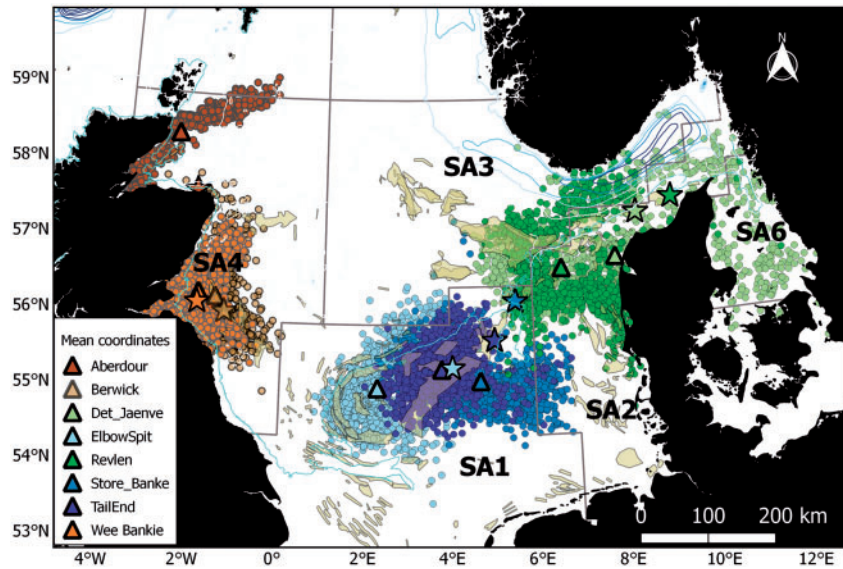 N
59°N
58°N
57°N
56°N
55°N
54°N
53°N
SA3
SA6
SA4
SA2
SA1
Mean coordinates
Aberdour
Berwick
Det_Jaenve
ElbowSpit
Revlen
Store_Banke
TailEnd
Wee Bankie
0 100 200 km
4°W 2°W 0° 2°E 4°E 6°E 8°E 10°E 12°E